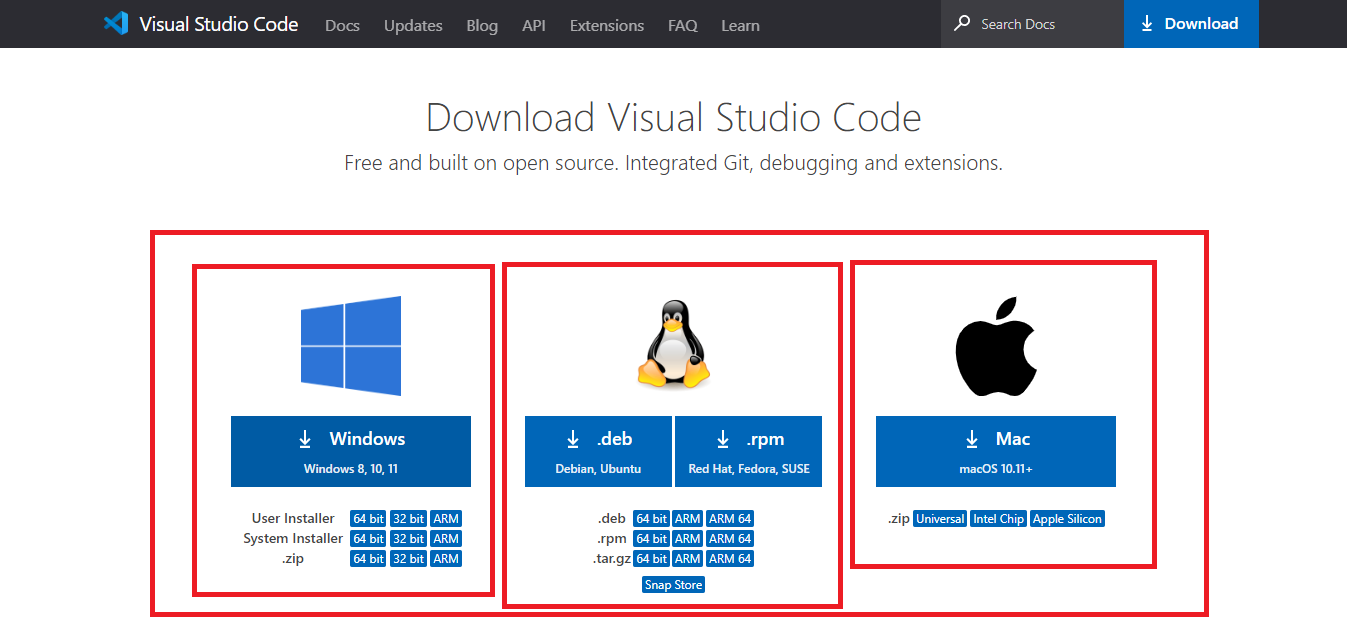 Visual Studio Code Docs Updates Blog API Extensions FAQ Learn Search Docs Download
Download Visual Studio Code
Free and built on open source. Integrated Git, debugging and extensions.
Windows
Windows 8, 10, 11
User Installer 64 bit 32 bit ARM
System Installer 64 bit 32 bit ARM
.zip 64 bit 32 bit ARM
.deb .rpm
Debian, Ubuntu Red Hat, Fedora, SUSE
.deb 64 bit ARM ARM 64
.rpm 64 bit ARM ARM 64
.tar.gz 64 bit ARM ARM 64
Snap Store
Mac
macOS 10.11+
.zip Universal Intel Chip Apple Silicon